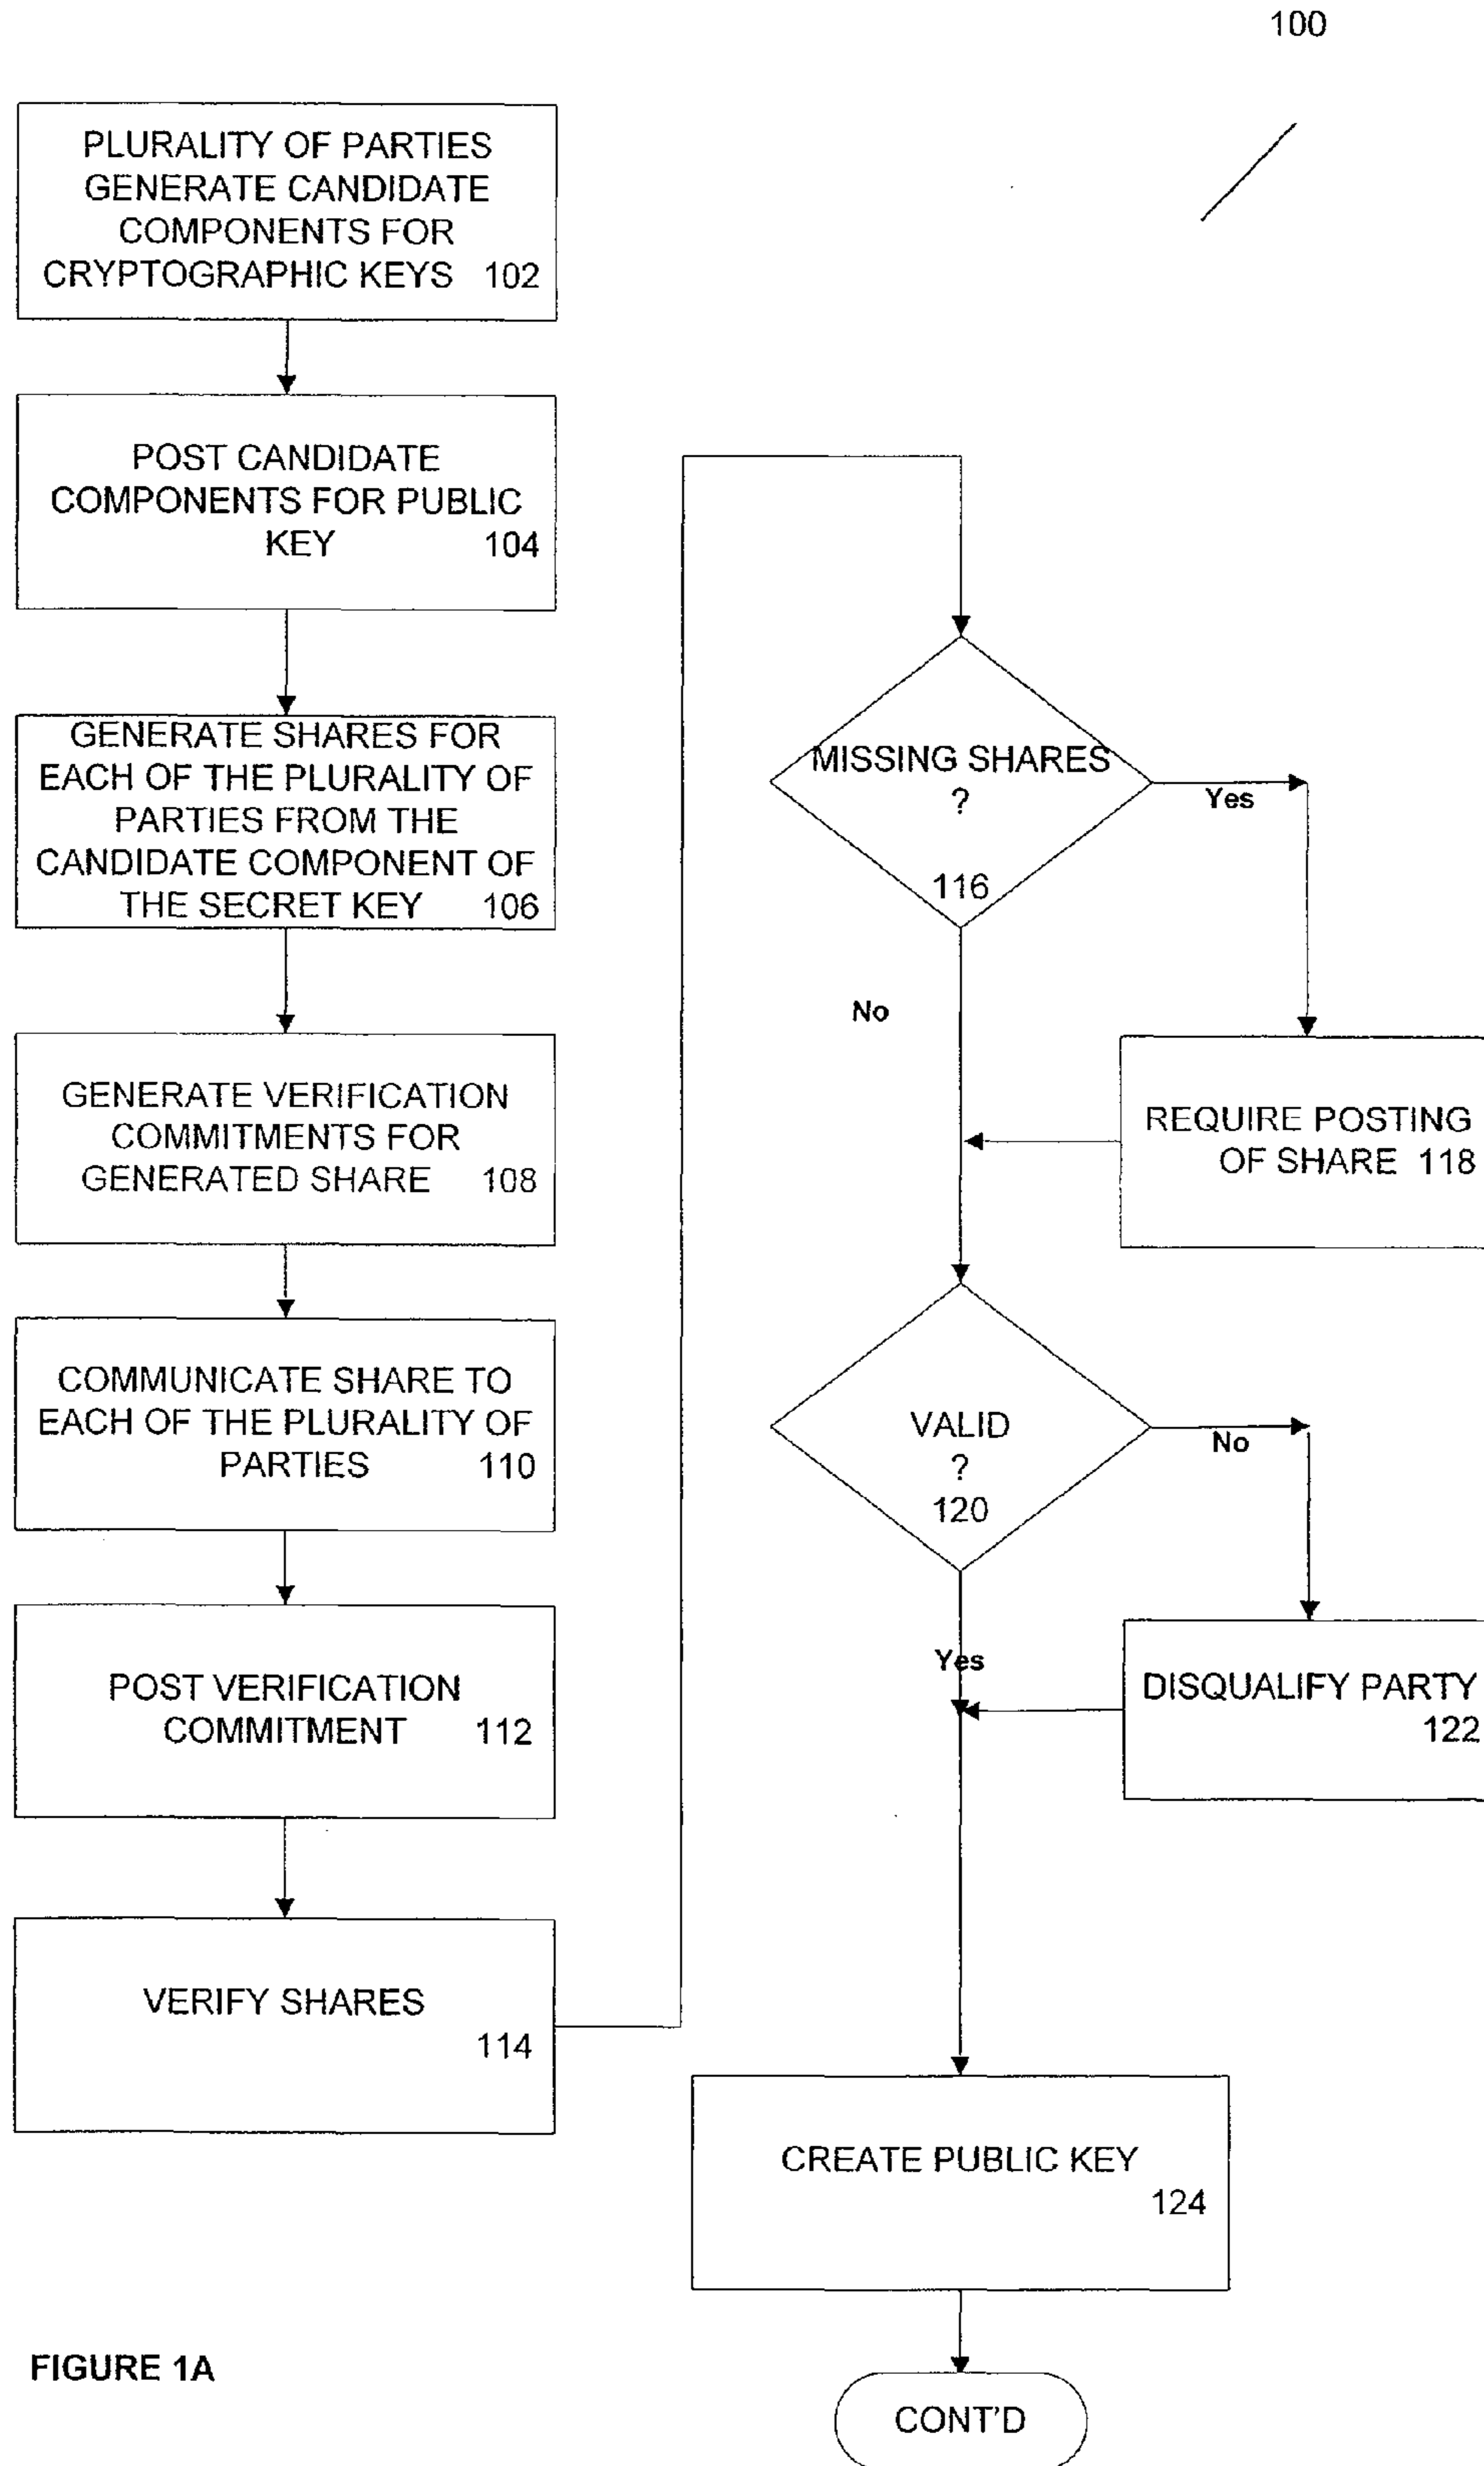 100
PLURALITY OF PARTIES
GENERATE CANDIDATE
COMPONENTS FOR
CRYPTOGRAPHIC KEYS 102
POST CANDIDATE
COMPONENTS FOR PUBLIC
KEY 104
GENERATE SHARES FOR
EACH OF THE PLURALITY OF
PARTIES FROM THE
CANDIDATE COMPONENT OF
THE SECRET KEY 106
GENERATE VERIFICATION
COMMITMENTS FOR
GENERATED SHARE 108
COMMUNICATE SHARE TO
EACH OF THE PLURALITY OF
PARTIES 110
POST VERIFICATION
COMMITMENT 112
VERIFY SHARES
114
MISSING SHARES
?
116
Yes
No
REQUIRE POSTING
OF SHARE 118
VALID
?
120
No
Yes
DISQUALIFY PARTY
122
CREATE PUBLIC KEY
124
CONT'D
FIGURE 1A